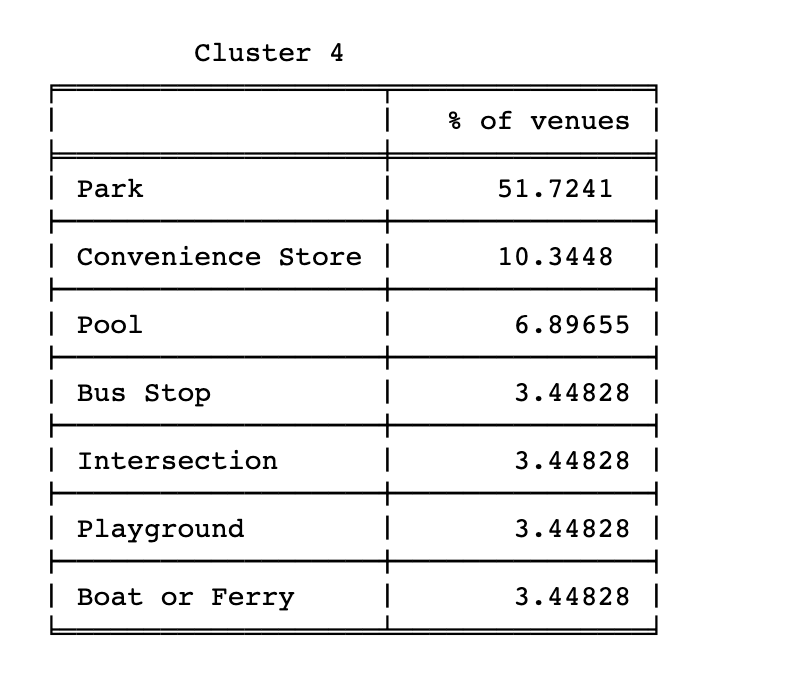 Cluster 4
% of venues
Park 51.7241
Convenience Store 10.3448
Pool 6.89655
Bus Stop 3.44828
Intersection 3.44828
Playground 3.44828
Boat or Ferry 3.44828